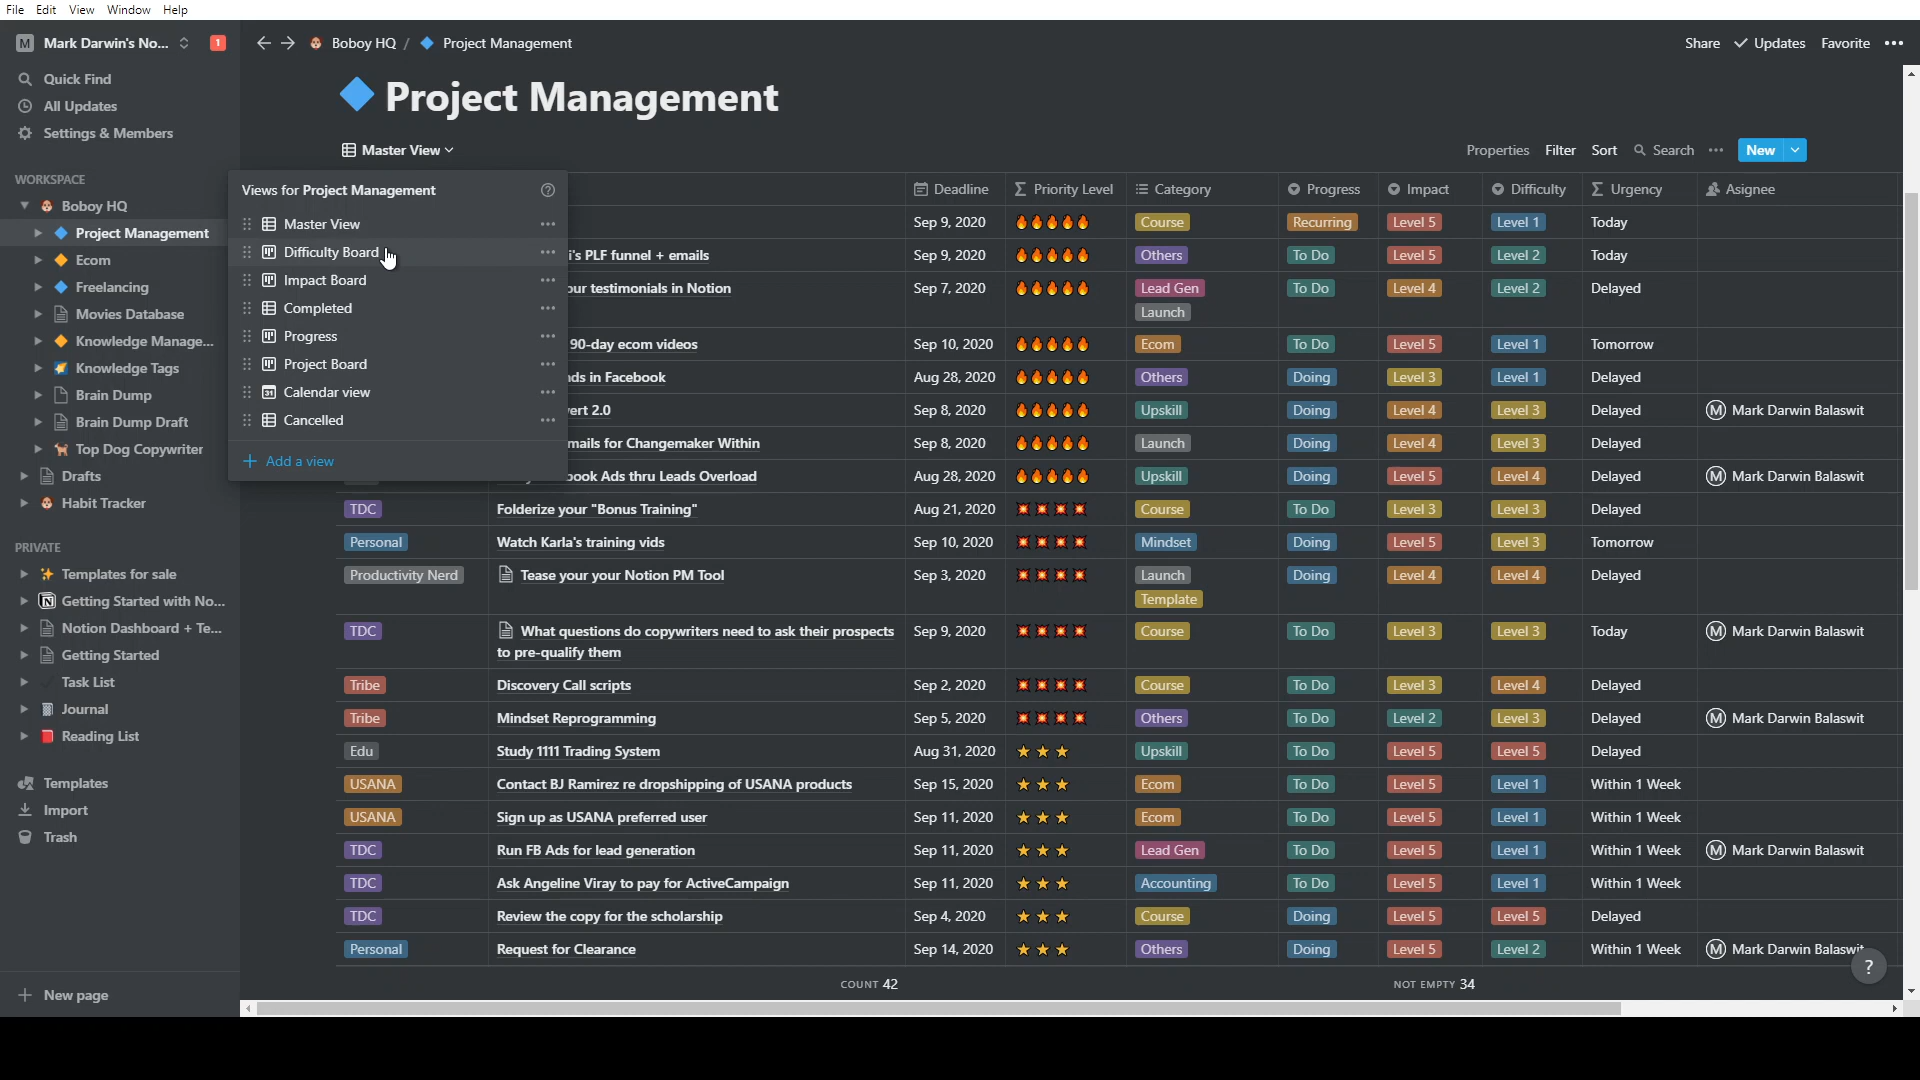 File Edit View Window Help
M Mark Darwin's No... 1
Boboy HQ / Project Management
Share Updates Favorite
Quick Find
All Updates
Settings & Members
WORKSPACE
Boboy HQ
Project Management
Ecom
Freelancing
Movies Database
Knowledge Manage...
Knowledge Tags
Brain Dump
Brain Dump Draft
Top Dog Copywriter
Drafts
Habit Tracker
PRIVATE
Templates for sale
Getting Started with No...
Notion Dashboard + Te...
Getting Started
Task List
Journal
Reading List
Templates
Import
Trash
New page
Project Management
Master View
Properties Filter Sort Search New
Views for Project Management
Master View
Difficulty Board
Impact Board
Completed
Progress
Project Board
Calendar view
Cancelled
Add a view
Deadline Priority Level Category Progress Impact Difficulty Urgency Asignee
Sep 9, 2020 Course Recurring Level 5 Level 1 Today
i's PLF funnel + emails Sep 9, 2020 Others To Do Level 5 Level 2 Today
our testimonials in Notion Sep 7, 2020 Lead Gen To Do Level 4 Level 2 Delayed
Launch
90-day ecom videos Sep 10, 2020 Ecom To Do Level 5 Level 1 Tomorrow
ds in Facebook Aug 28, 2020 Others Doing Level 3 Level 1 Delayed
vert 2.0 Sep 8, 2020 Upskill Doing Level 4 Level 3 Delayed M Mark Darwin Balaswit
mails for Changemaker Within Sep 8, 2020 Launch Doing Level 4 Level 3 Delayed
book Ads thru Leads Overload Aug 28, 2020 Upskill Doing Level 5 Level 4 Delayed M Mark Darwin Balaswit
TDC Folderize your "Bonus Training" Aug 21, 2020 Course To Do Level 3 Level 3 Delayed
Personal Watch Karla's training vids Sep 10, 2020 Mindset Doing Level 5 Level 3 Tomorrow
Productivity Nerd Tease your your Notion PM Tool Sep 3, 2020 Launch Doing Level 4 Level 4 Delayed
Template
TDC What questions do copywriters need to ask their prospects Sep 9, 2020 Course To Do Level 3 Level 3 Today M Mark Darwin Balaswit
to pre-qualify them
Tribe Discovery Call scripts Sep 2, 2020 Course To Do Level 3 Level 4 Delayed
Tribe Mindset Reprogramming Sep 5, 2020 Others To Do Level 2 Level 3 Delayed M Mark Darwin Balaswit
Edu Study 1111 Trading System Aug 31, 2020 Upskill To Do Level 5 Level 5 Delayed
USANA Contact BJ Ramirez re dropshipping of USANA products Sep 15, 2020 Ecom To Do Level 5 Level 1 Within 1 Week
USANA Sign up as USANA preferred user Sep 11, 2020 Ecom To Do Level 5 Level 1 Within 1 Week
TDC Run FB Ads for lead generation Sep 11, 2020 Lead Gen To Do Level 5 Level 1 Within 1 Week M Mark Darwin Balaswit
TDC Ask Angeline Viray to pay for ActiveCampaign Sep 11, 2020 Accounting To Do Level 5 Level 1 Within 1 Week
TDC Review the copy for the scholarship Sep 4, 2020 Course Doing Level 5 Level 5 Delayed
Personal Request for Clearance Sep 14, 2020 Others Doing Level 5 Level 2 Within 1 Week M Mark Darwin Balaswit
COUNT 42 NOT EMPTY 34
?